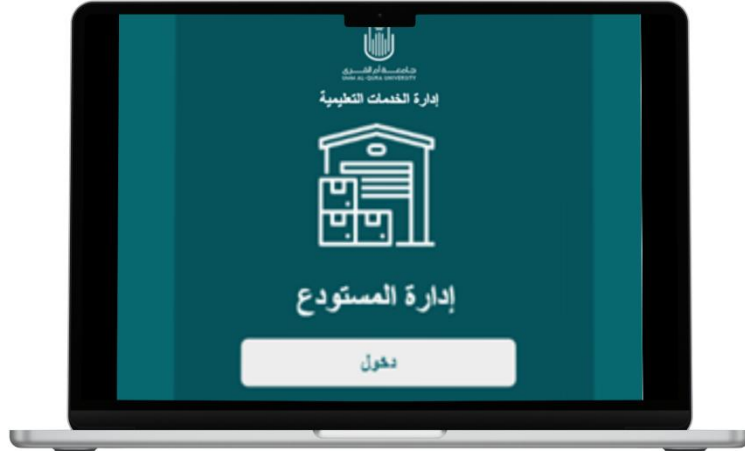 جامعة أم القرى
UMM AL-QURA UNIVERSITY
إدارة الخدمات التعليمية
إدارة المستودع
دخول